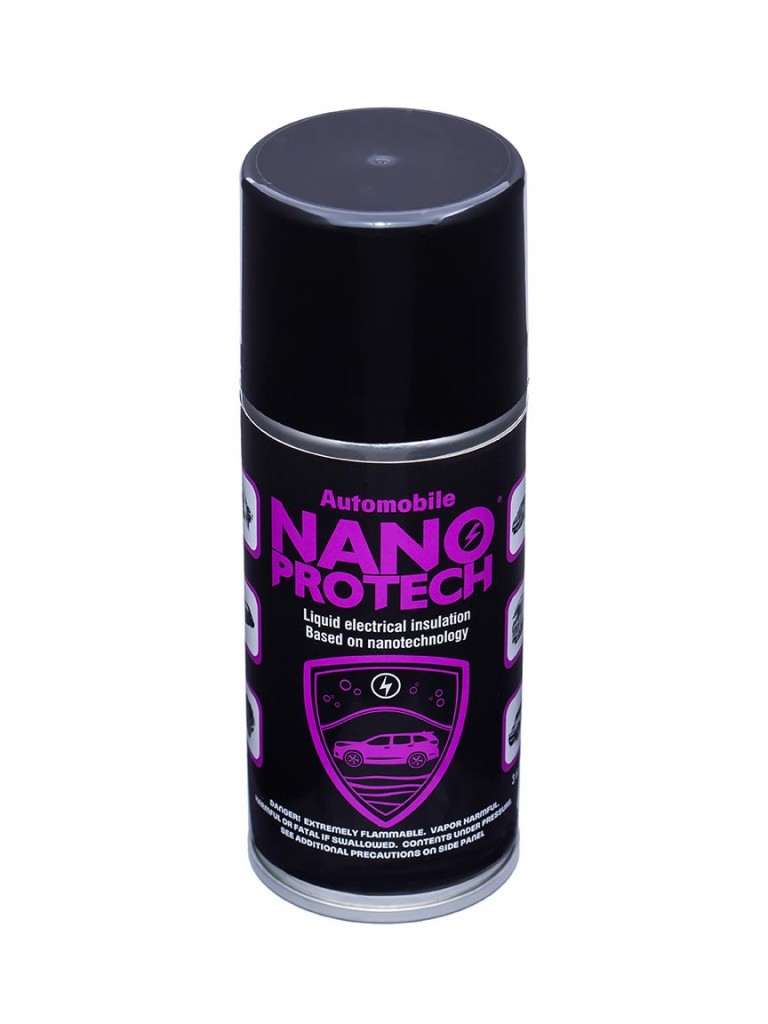 Automobile
NANO®
PROTECH
Liquid electrical insulation
Based on nanotechnology
DANGER! EXTREMELY FLAMMABLE. VAPOR HARMFUL.
HARMFUL OR FATAL IF SWALLOWED. CONTENTS UNDER PRESSURE.
SEE ADDITIONAL PRECAUTIONS ON SIDE PANEL